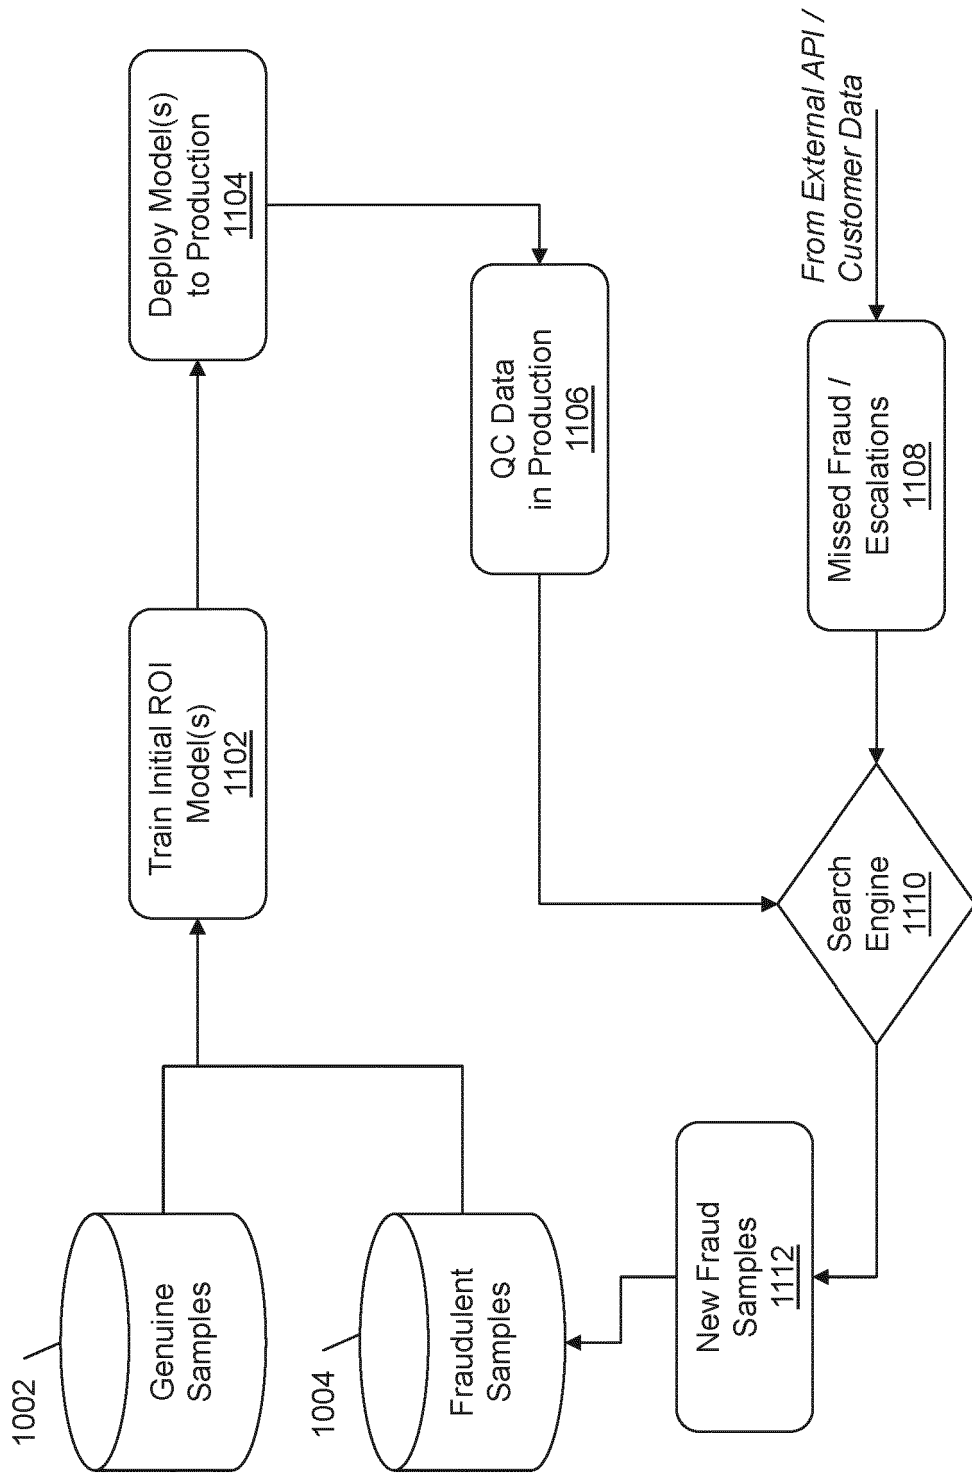 1002
Genuine
Samples
Train Initial ROI
Model(s)
1102
Deploy Model(s)
to Production
1104
1004
Fraudulent
Samples
QC Data
in Production
1106
New Fraud
Samples
1112
Search
Engine
1110
Missed Fraud /
Escalations
1108
From External API /
Customer Data